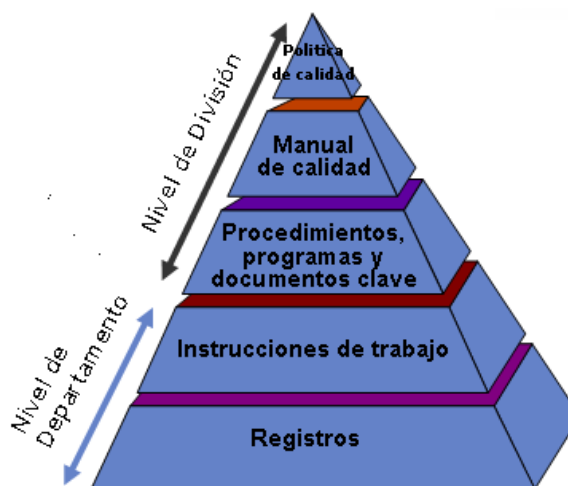 Política
de calidad
Manual
de calidad
Procedimientos,
programas y
documentos clave
Instrucciones de trabajo
Registros
Nivel de División
Nivel de
Departamento